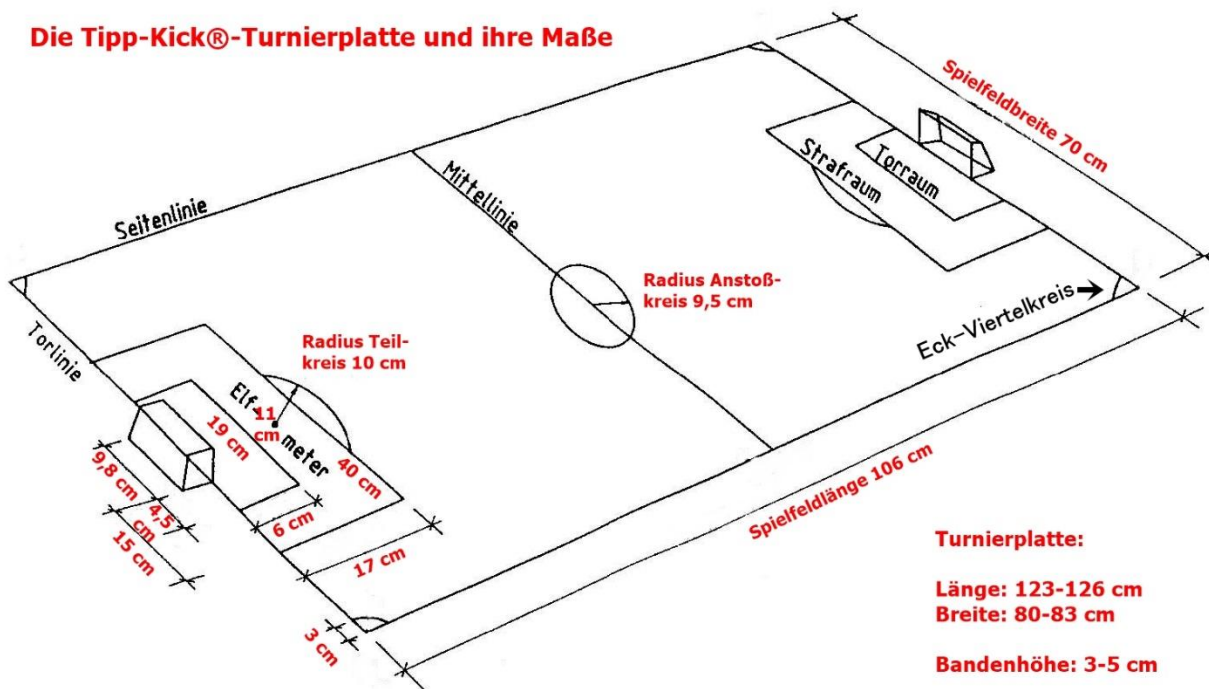 Die Tipp-Kick®-Turnierplatte und ihre Maße
Spielfeldbreite 70 cm
Strafraum
Torraum
Mittellinie
Seitenlinie
Radius Anstoß-
kreis 9,5 cm
Eck-Viertelkreis
Torlinie
Radius Teil-
kreis 10 cm
Elf-
meter
11
cm
19 cm
40 cm
9,8 cm
4,5
cm
15 cm
6 cm
17 cm
3 cm
Spielfeldlänge 106 cm
Turnierplatte:
Länge: 123-126 cm
Breite: 80-83 cm
Bandenhöhe: 3-5 cm